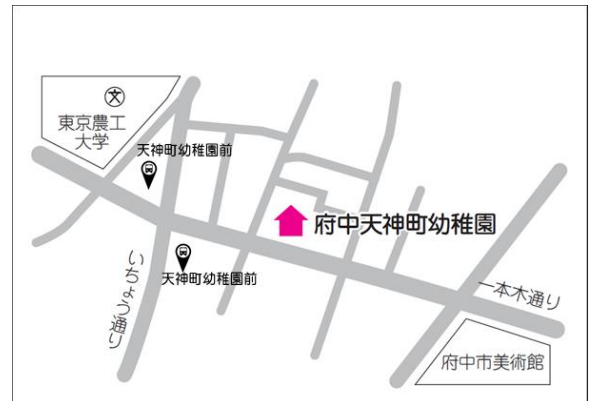 文
東京農工
大学
天神町幼稚園前
府中天神町幼稚園
天神町幼稚園前
いちょう通り
一本木通り
府中市美術館